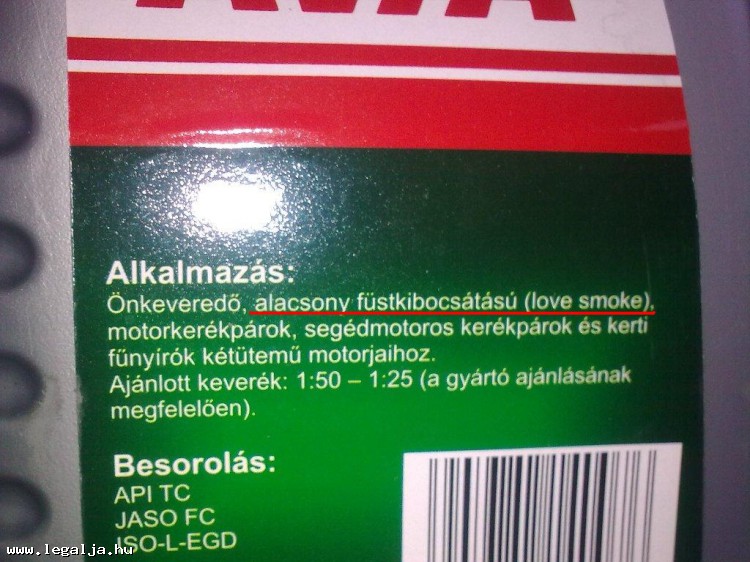 AVIA
Alkalmazás:
Önkeveredő, alacsony füstkibocsátású (love smoke),
motorkerékpárok, segédmotoros kerékpárok és kerti
fűnyírók kétütemű motorjaihoz.
Ajánlott keverék: 1:50 – 1:25 (a gyártó ajánlásának
megfelelően).
Besorolás:
API TC
JASO FC
ISO-L-EGD
www.legalja.hu